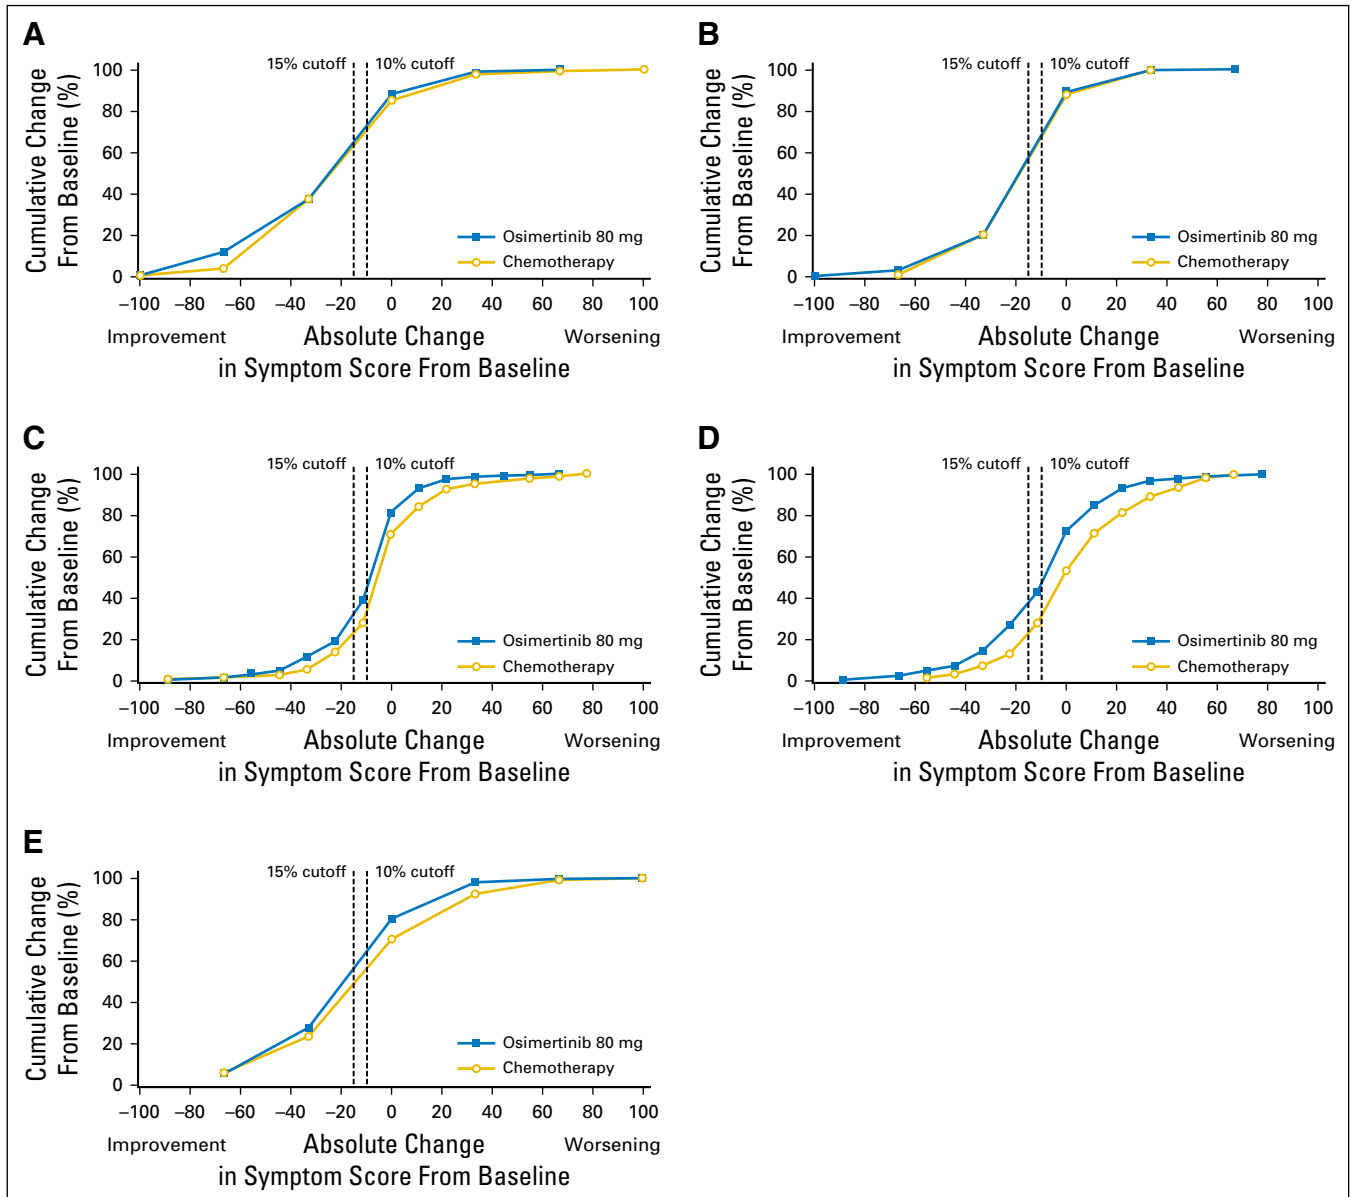 A
Cumulative Change
From Baseline (%)
100
80
60
40
20
0
15% cutoff
10% cutoff
Osimertinib 80 mg
Chemotherapy
–100 –80 –60 –40 –20 0 20 40 60 80 100
Improvement Absolute Change Worsening
in Symptom Score From Baseline
B
Cumulative Change
From Baseline (%)
100
80
60
40
20
0
15% cutoff
10% cutoff
Osimertinib 80 mg
Chemotherapy
–100 –80 –60 –40 –20 0 20 40 60 80 100
Improvement Absolute Change Worsening
in Symptom Score From Baseline
C
Cumulative Change
From Baseline (%)
100
80
60
40
20
0
15% cutoff
10% cutoff
Osimertinib 80 mg
Chemotherapy
–100 –80 –60 –40 –20 0 20 40 60 80 100
Improvement Absolute Change Worsening
in Symptom Score From Baseline
D
Cumulative Change
From Baseline (%)
100
80
60
40
20
0
15% cutoff
10% cutoff
Osimertinib 80 mg
Chemotherapy
–100 –80 –60 –40 –20 0 20 40 60 80 100
Improvement Absolute Change Worsening
in Symptom Score From Baseline
E
Cumulative Change
From Baseline (%)
100
80
60
40
20
0
15% cutoff
10% cutoff
Osimertinib 80 mg
Chemotherapy
–100 –80 –60 –40 –20 0 20 40 60 80 100
Improvement Absolute Change Worsening
in Symptom Score From Baseline